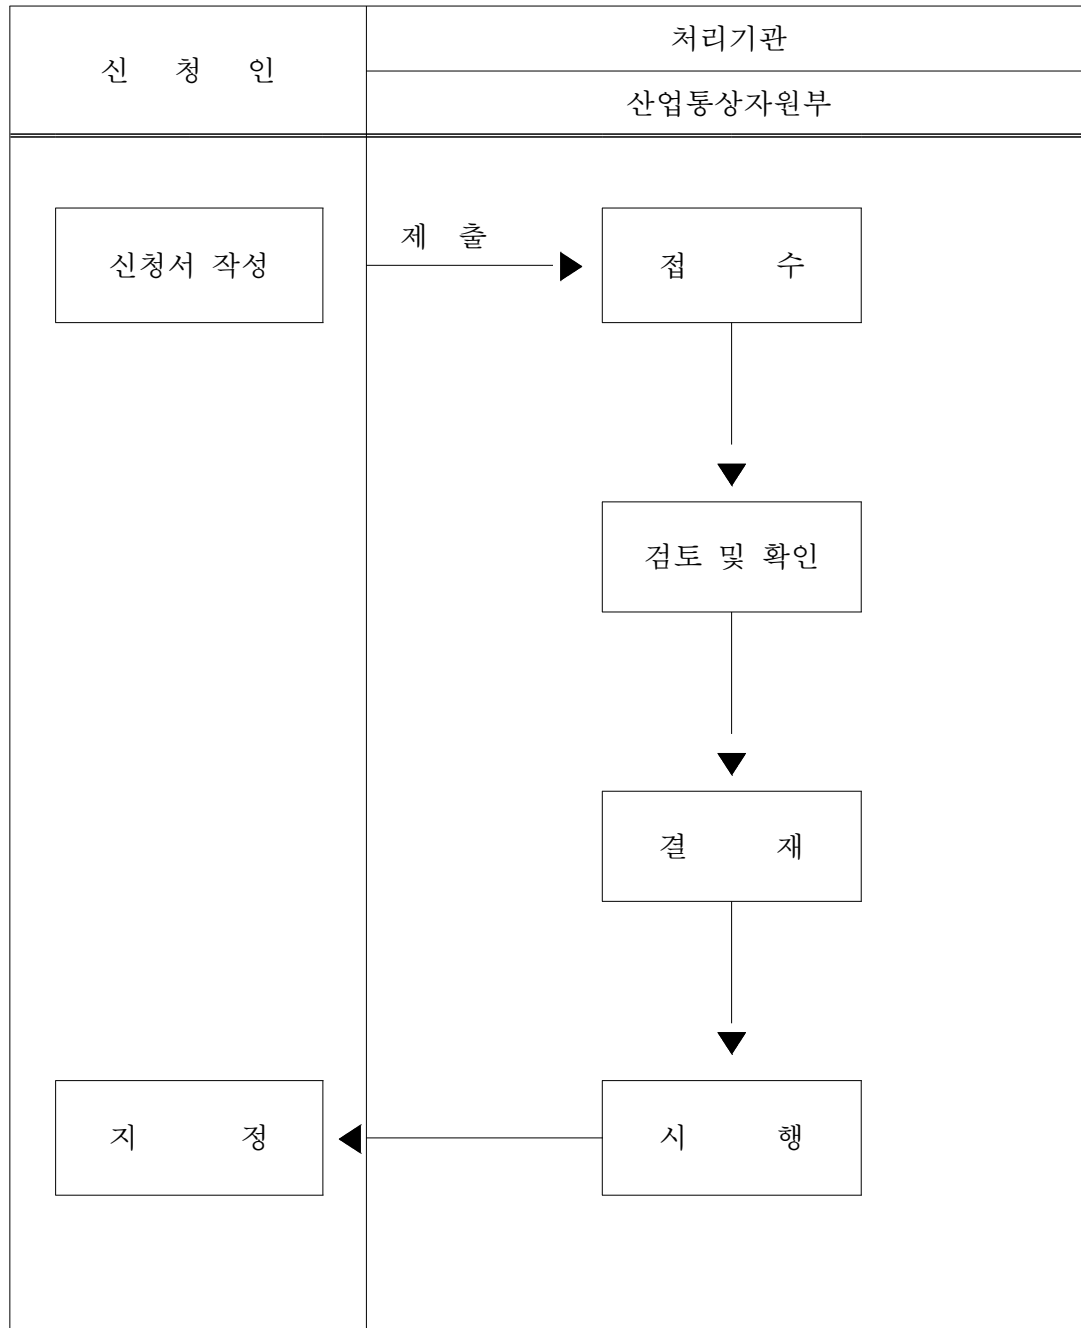 신 청 인
처리기관
산업통상자원부
신청서 작성
제 출
접 수
검토 및 확인
결 재
지 정
시 행